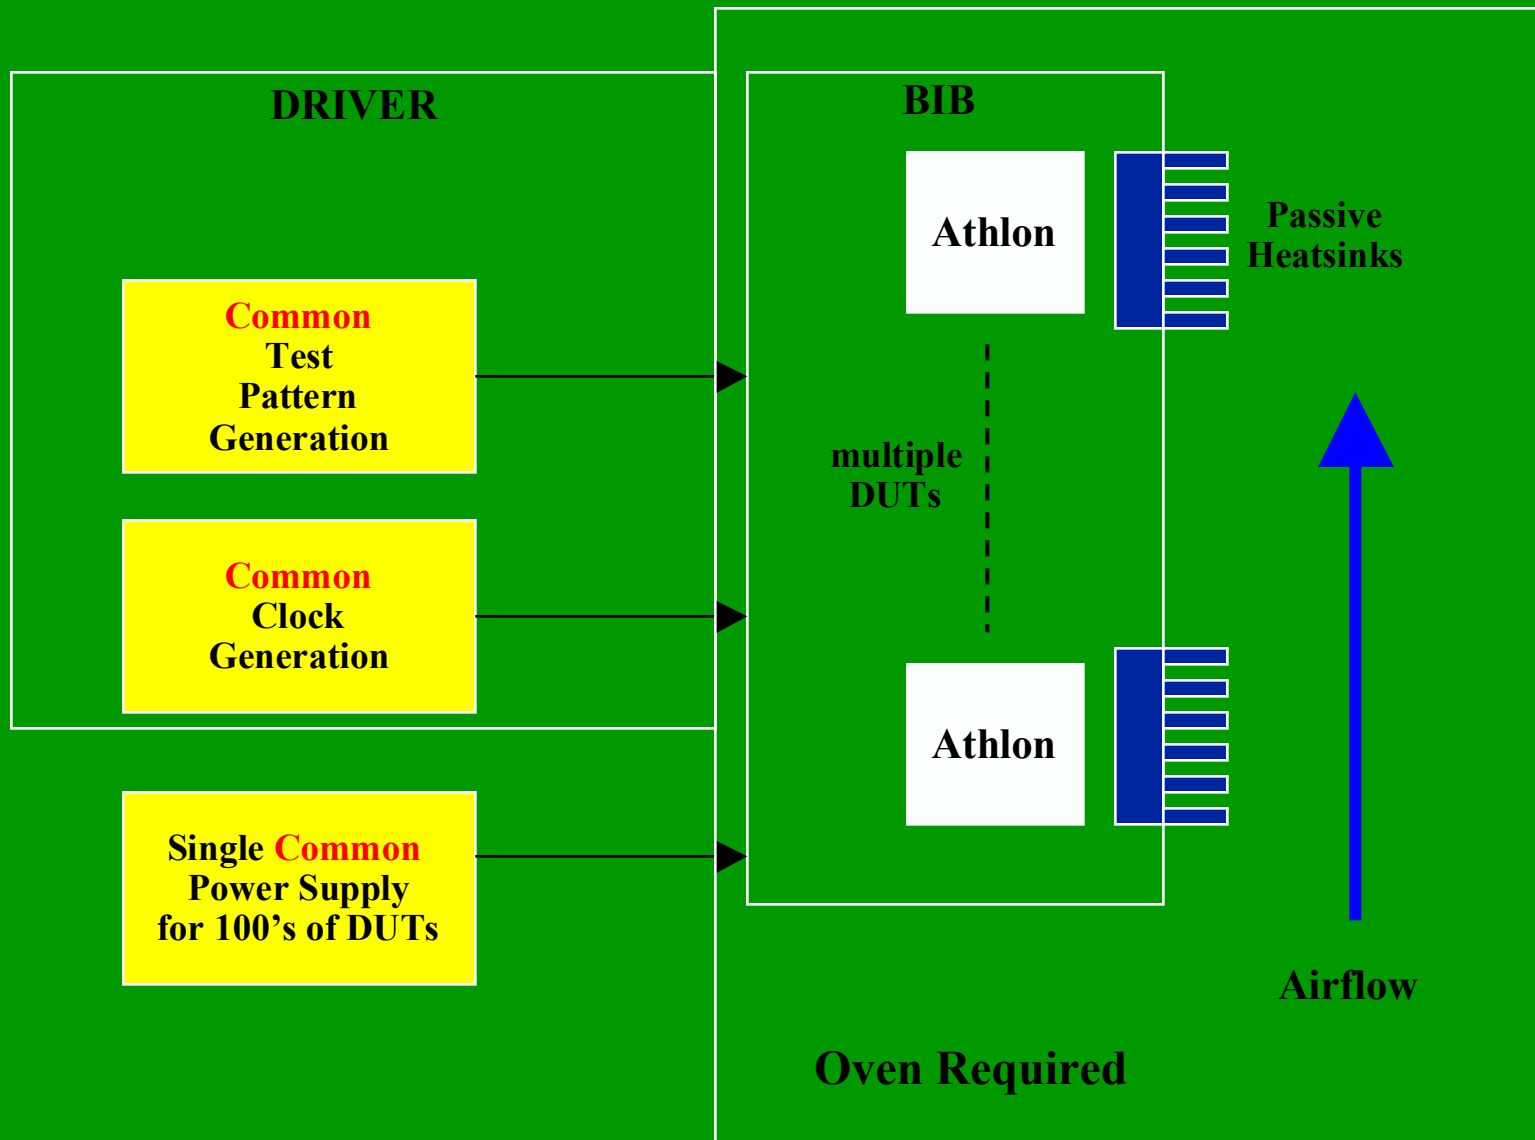 DRIVER
Common
Test
Pattern
Generation
Common
Clock
Generation
Single Common
Power Supply
for 100’s of DUTs
BIB
Athlon
multiple
DUTs
Athlon
Passive
Heatsinks
Airflow
Oven Required